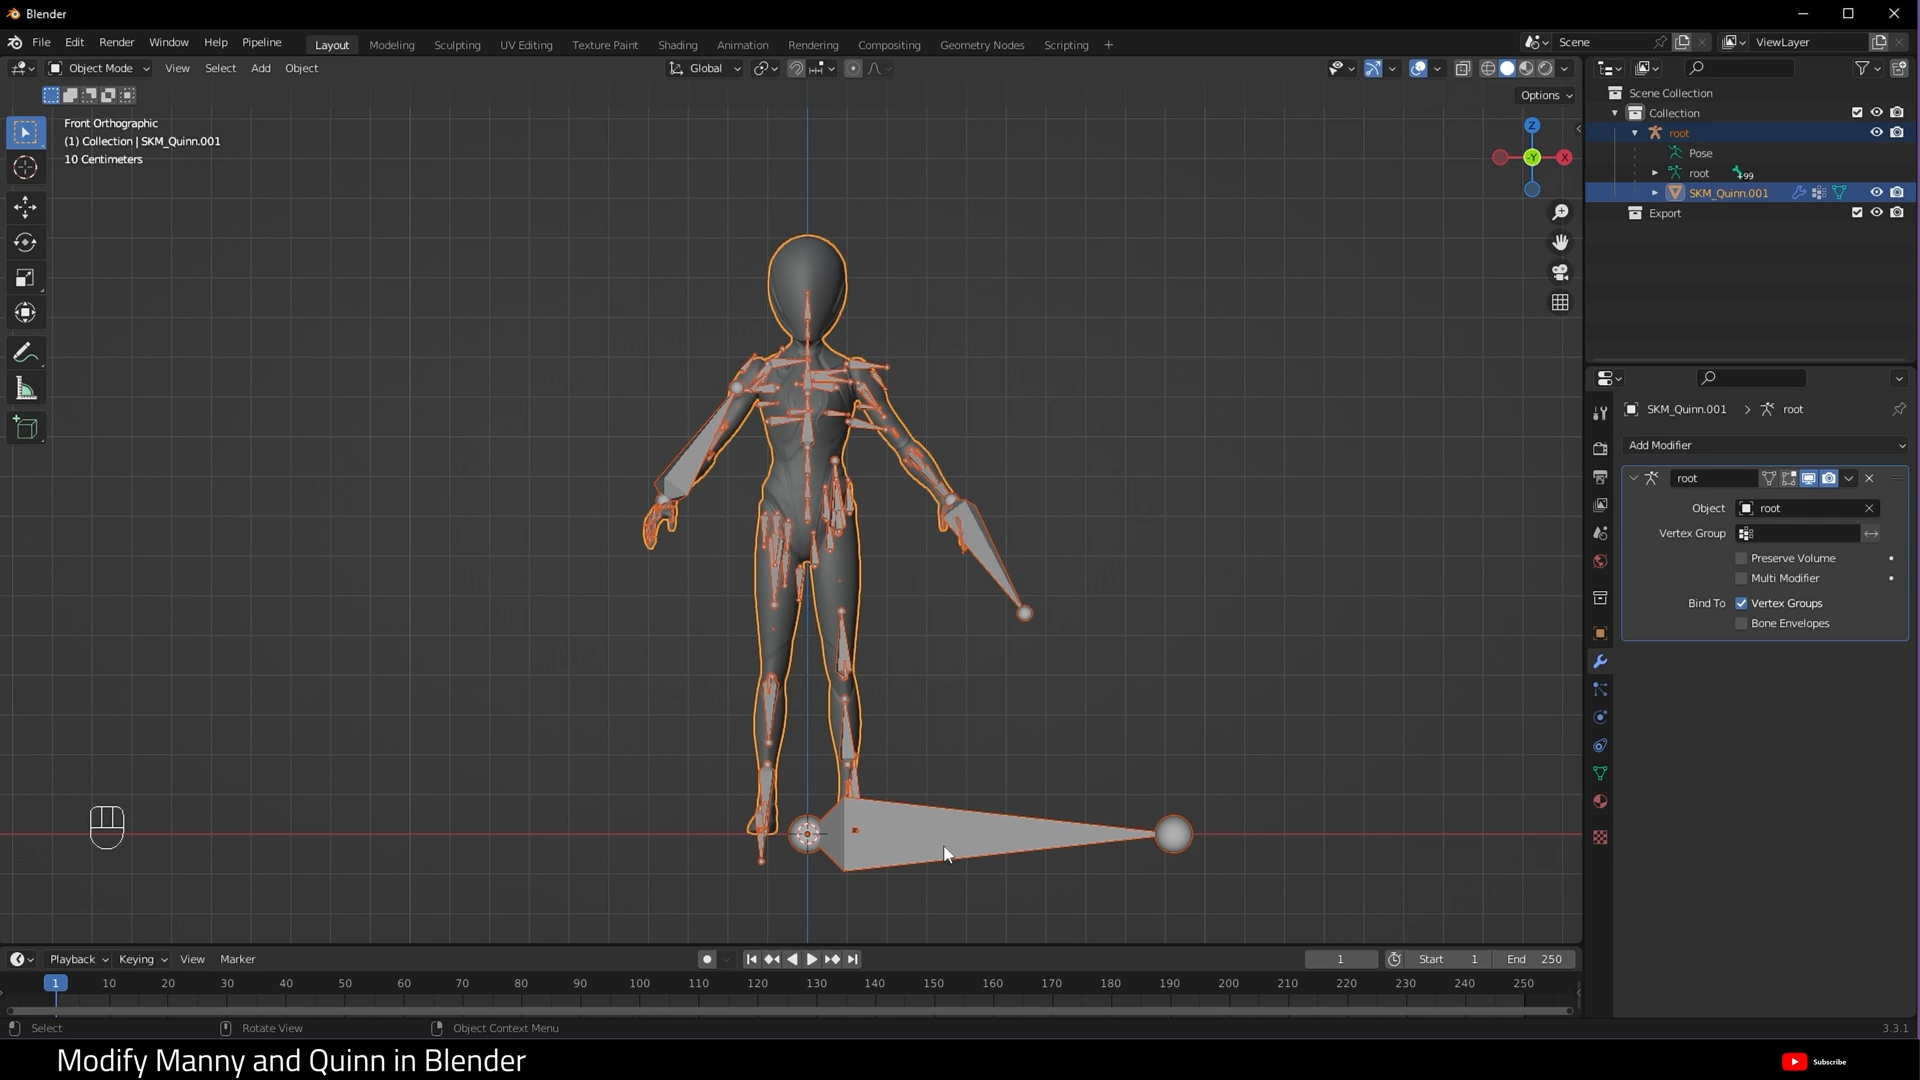 Blender
File Edit Render Window Help Pipeline Layout Modeling Sculpting UV Editing Texture Paint Shading Animation Rendering Compositing Geometry Nodes Scripting + Scene ViewLayer
Object Mode View Select Add Object Global
Options
Front Orthographic
(1) Collection | SKM_Quinn.001
10 Centimeters
Z
-Y X
Scene Collection
Collection
root
Pose
root 99
SKM_Quinn.001
Export
SKM_Quinn.001 > root
Add Modifier
root
Object root
Vertex Group
Preserve Volume
Multi Modifier
Bind To Vertex Groups
Bone Envelopes
Playback Keying View Marker 1 Start 1 End 250
1 10 20 30 40 50 60 70 80 90 100 110 120 130 140 150 160 170 180 190 200 210 220 230 240 250
Select Rotate View Object Context Menu 3.3.1
Modify Manny and Quinn in Blender
Subscribe